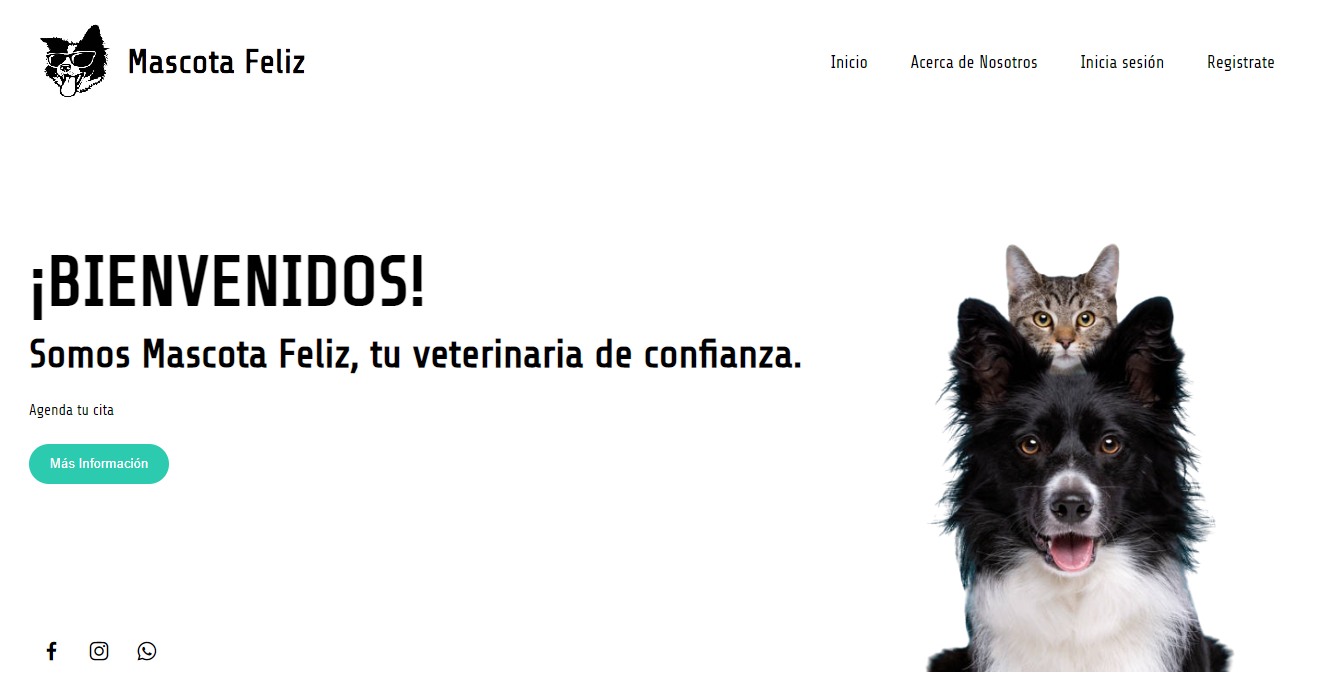 Mascota Feliz
Inicio
Acerca de Nosotros
Inicia sesión
Registrate
¡BIENVENIDOS!
Somos Mascota Feliz, tu veterinaria de confianza.
Agenda tu cita
Más Información